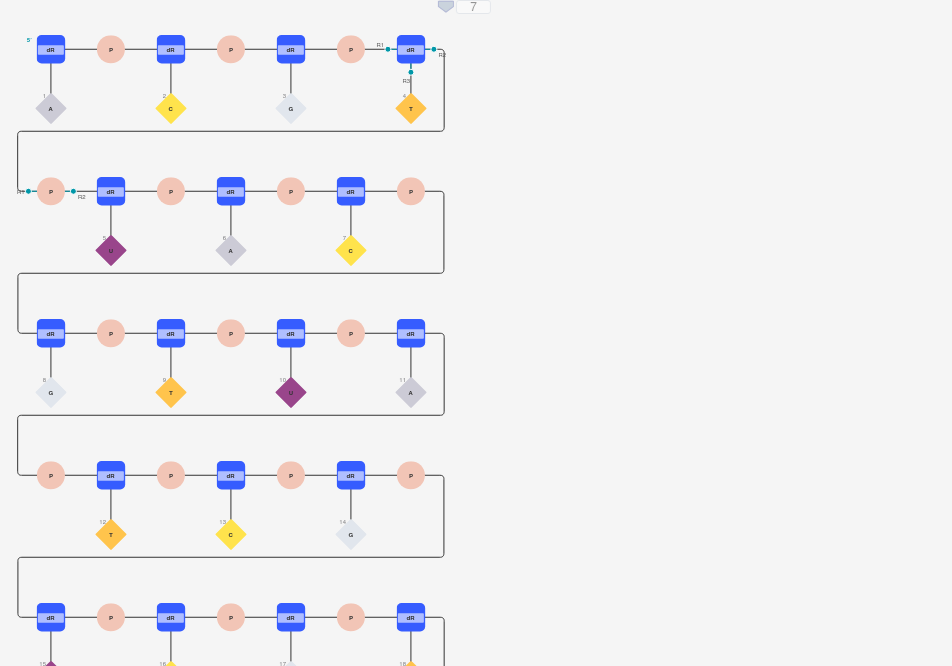 7
5' dR P dR P dR P R1 dR R2
R3
1 2 3 4
A C G T
R1 P R2 dR P dR P dR P
5 6 7
U A C
dR P dR P dR P dR
8 9 10 11
G T U A
P dR P dR P dR P
12 13 14
T C G
dR P dR P dR P dR
15 16 17 18